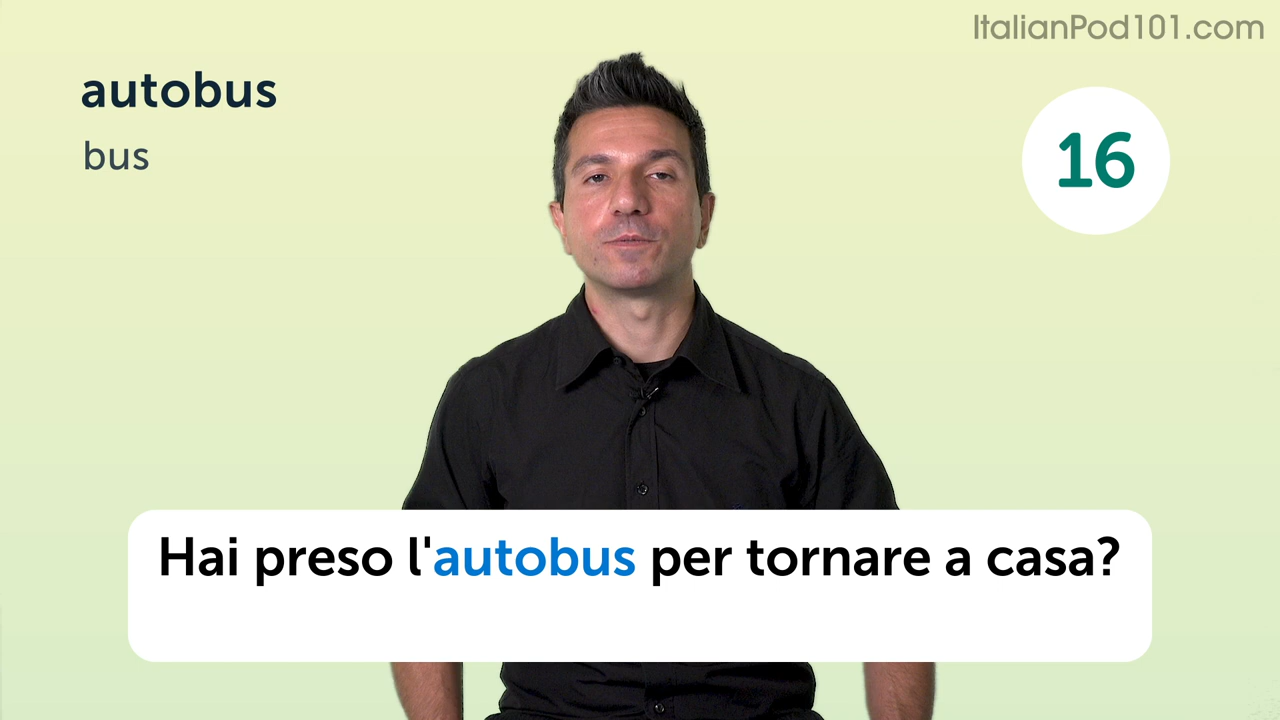 ItalianPod101.com
autobus
bus
16
Hai preso l'autobus per tornare a casa?